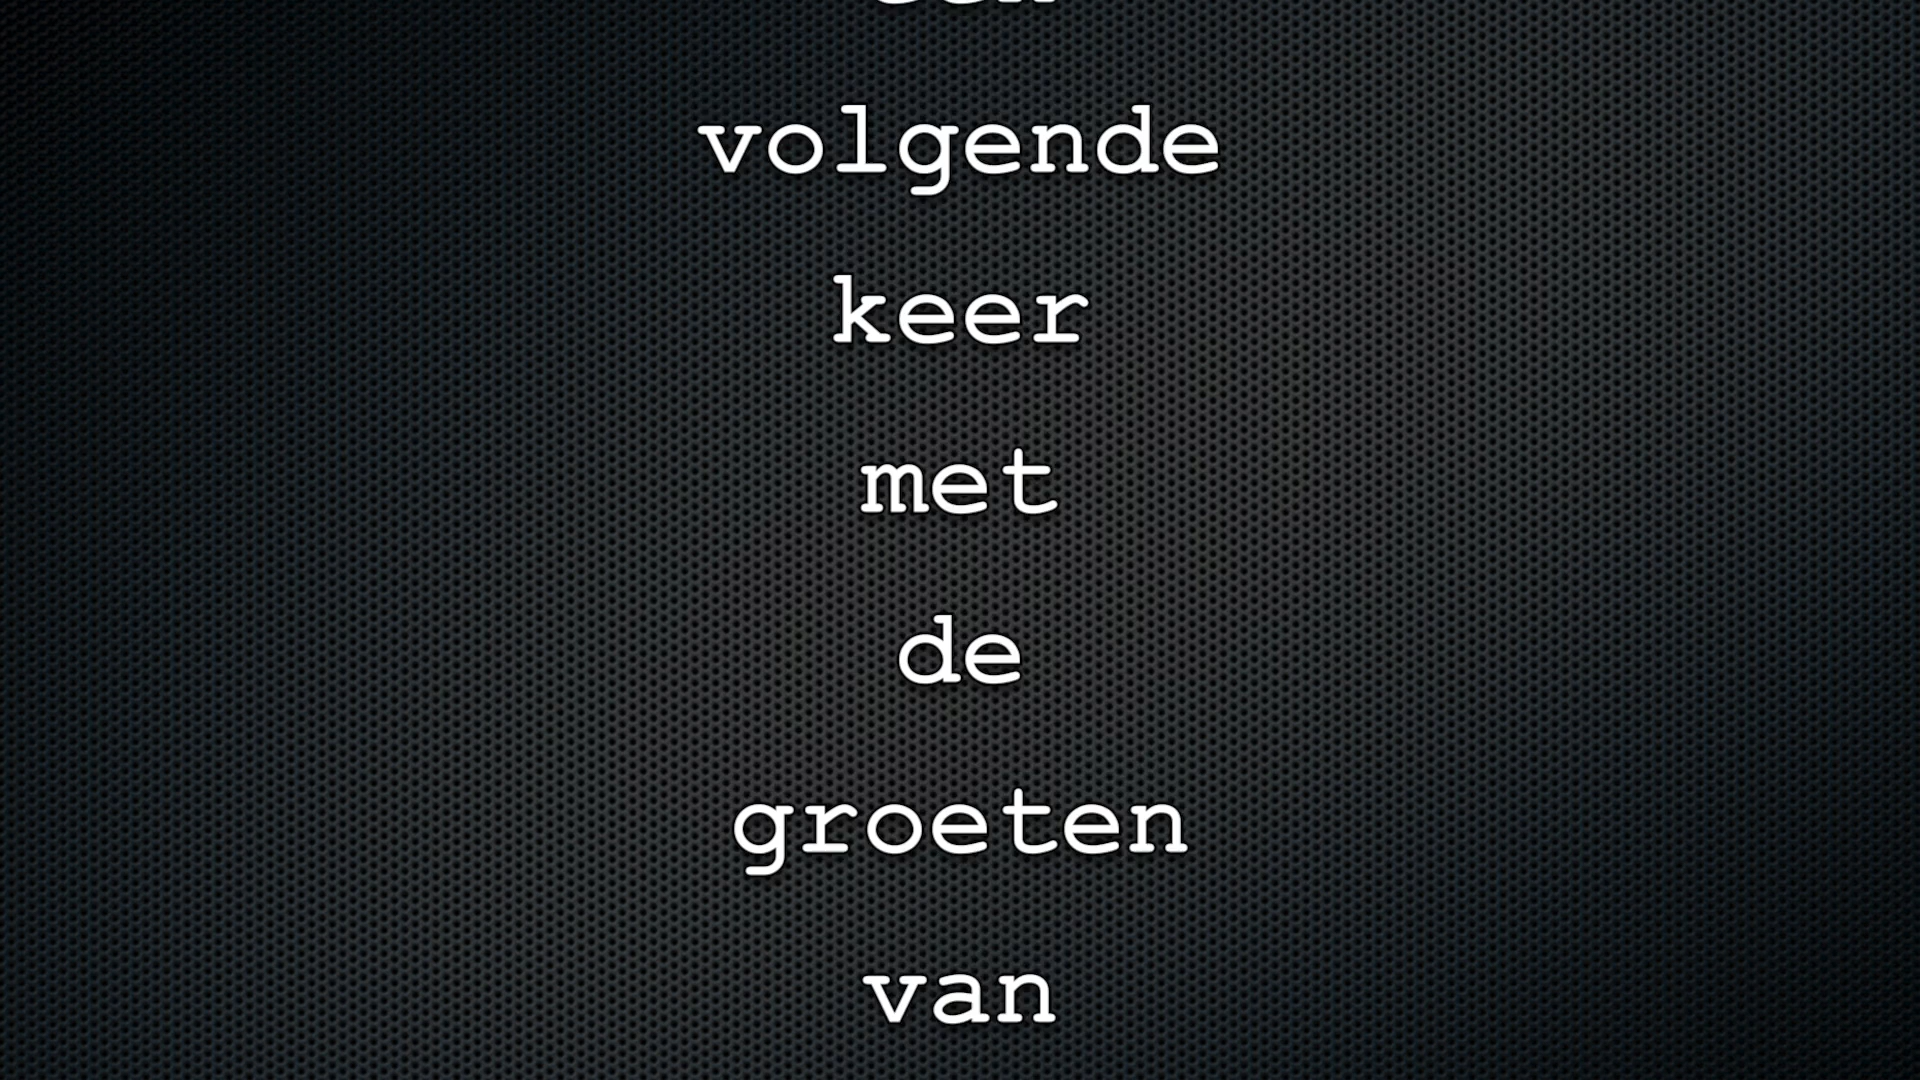 volgende
keer
met
de
groeten
van